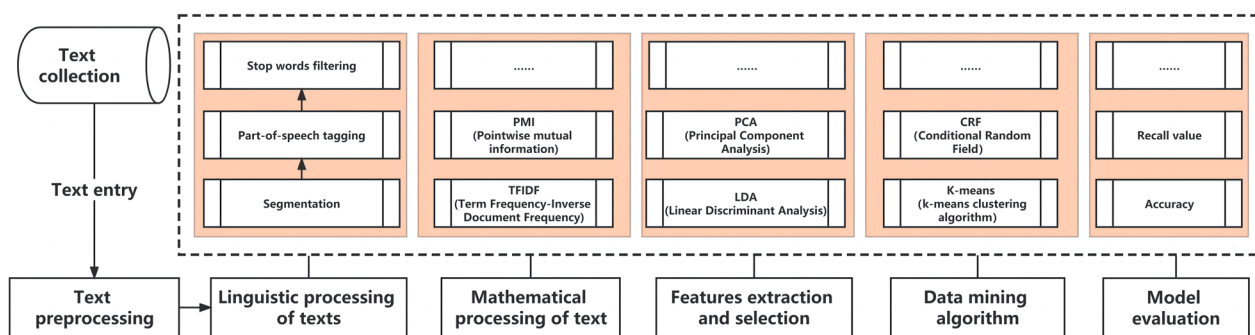 Text
collection
Text entry
Text
preprocessing
Stop words filtering
Part-of-speech tagging
Segmentation
Linguistic processing
of texts
......
PMI
(Pointwise mutual
information)
TFIDF
(Term Frequency-Inverse
Document Frequency)
Mathematical
processing of text
......
PCA
(Principal Component
Analysis)
LDA
(Linear Discriminant Analysis)
Features extraction
and selection
......
CRF
(Conditional Random
Field)
K-means
(k-means clustering
algorithm)
Data mining
algorithm
......
Recall value
Accuracy
Model
evaluation